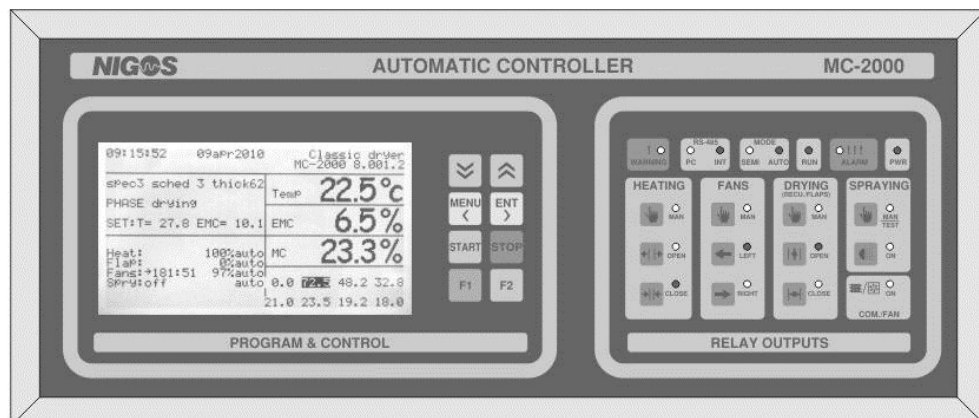 NIGOS
AUTOMATIC CONTROLLER
MC-2000
09:15:52 09apr2010 Classic dryer
MC-2000 8.001.2
spec3 sched 3 thick62
PHASE drying
SET:T= 27.8 EMC= 10.1
Temp 22.5°c
EMC 6.5%
MC 23.3%
Heat: 100%auto
Flap: 0%auto
Fans:→181:51 97%auto
Spry:off auto
0.0 72.5 48.2 32.8
21.0 23.5 19.2 18.0
MENU
ENT
START
STOP
F1
F2
PROGRAM & CONTROL
RS-485
MODE
!
WARNING
PC
INT
SEMI
AUTO
RUN
!!!
ALARM
PWR
HEATING
MAN
OPEN
CLOSE
FANS
MAN
LEFT
RIGHT
DRYING
(RECU.FLAPS)
MAN
OPEN
CLOSE
SPRAYING
MAN
TEST
ON
ON
COM./FAN
RELAY OUTPUTS